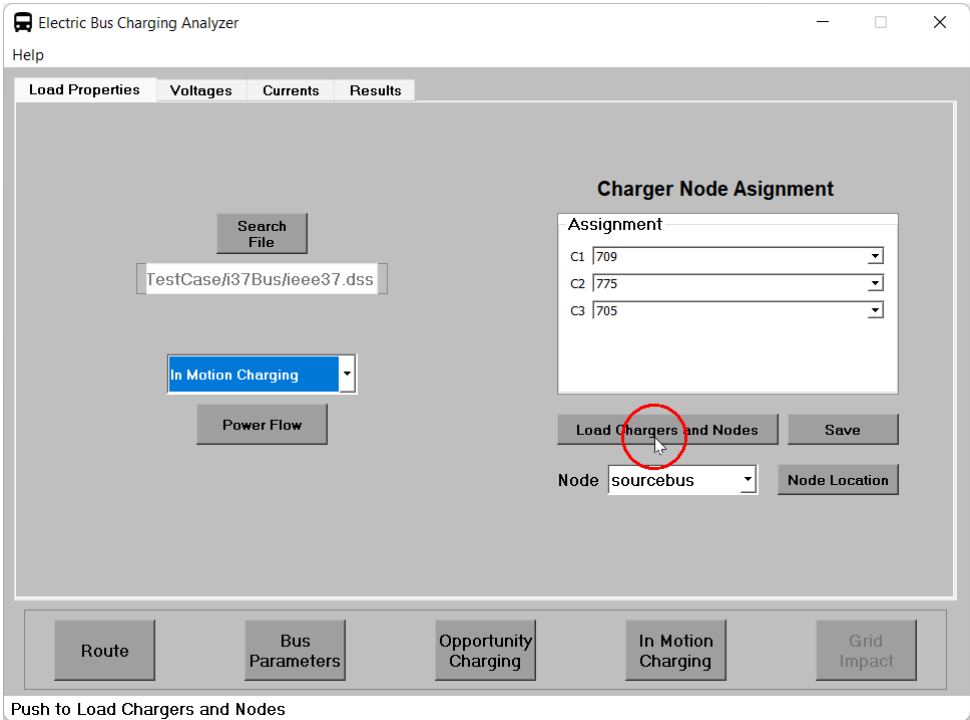 Electric Bus Charging Analyzer
Help
Load Properties Voltages Currents Results
Charger Node Asignment
Search
File
TestCase/i37Bus/ieee37.dss
Assignment
C1 709
C2 775
C3 705
In Motion Charging
Power Flow
Load Chargers and Nodes Save
Node sourcebus Node Location
Route
Bus
Parameters
Opportunity
Charging
In Motion
Charging
Grid
Impact
Push to Load Chargers and Nodes